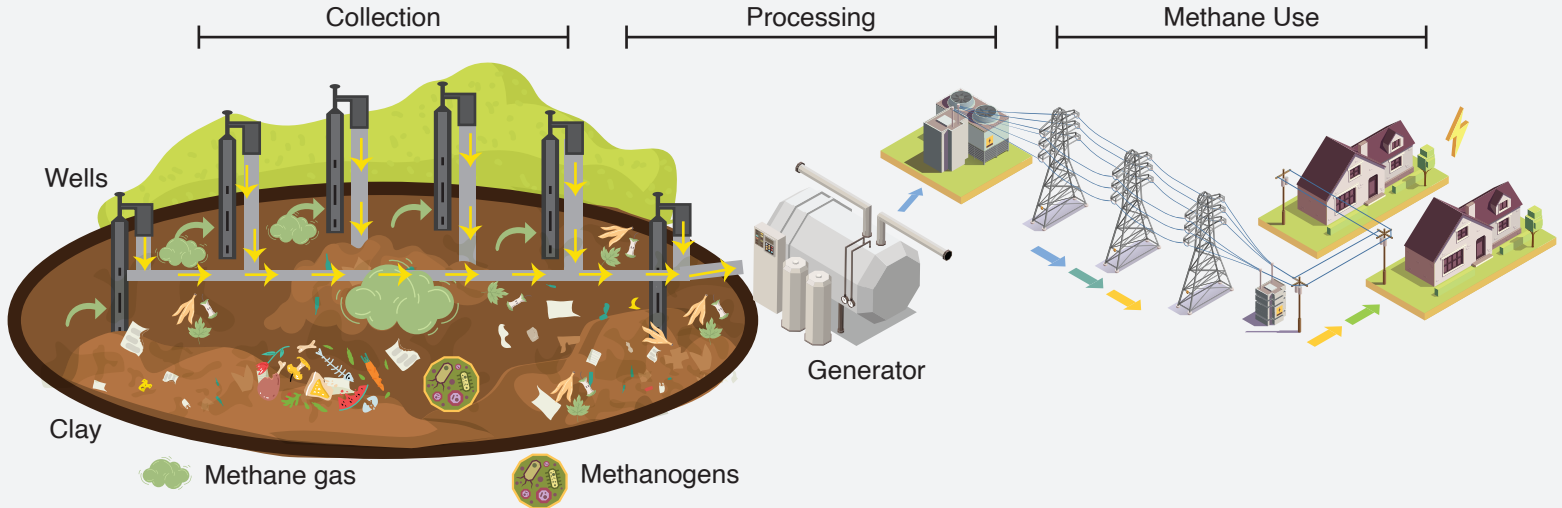 Collection
Processing
Methane Use
Wells
Generator
Clay
Methane gas
Methanogens